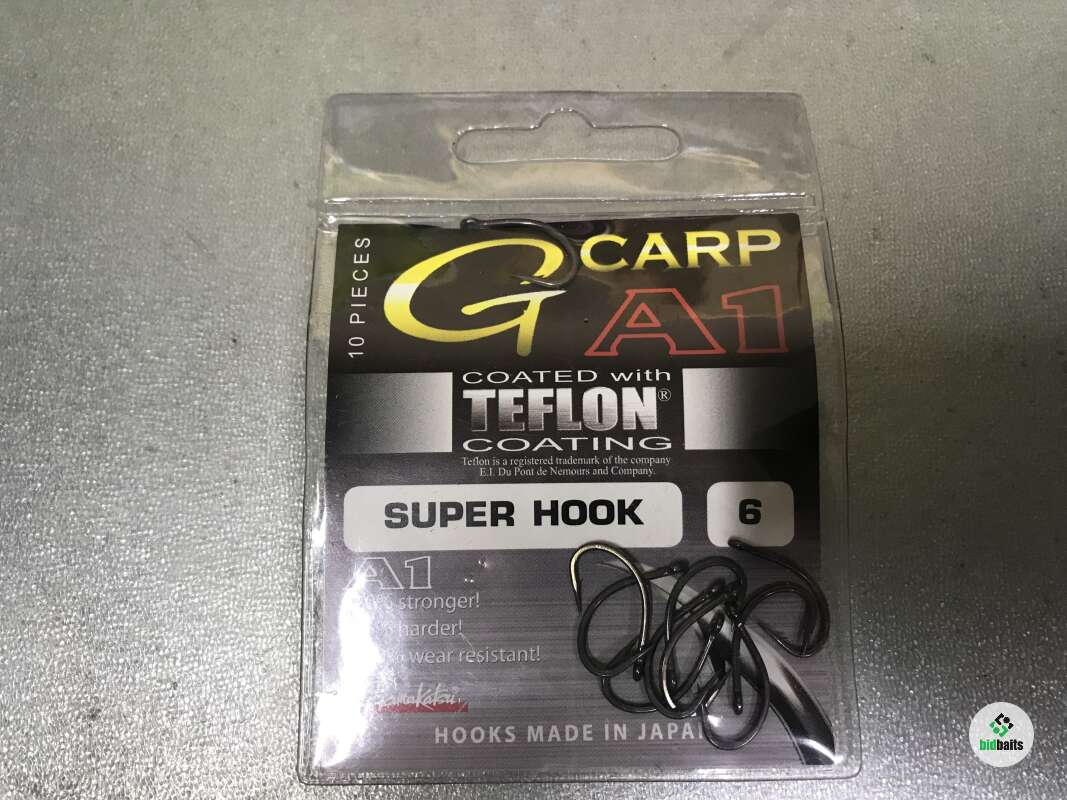 10 PIECES
G CARP
A1
COATED with
TEFLON®
COATING
Teflon is a registered trademark of the company
E.I. Du Pont de Nemours and Company.
SUPER HOOK 6
A1
stronger!
harder!
wear resistant!
HOOKS MADE IN JAPAN
bidbaits